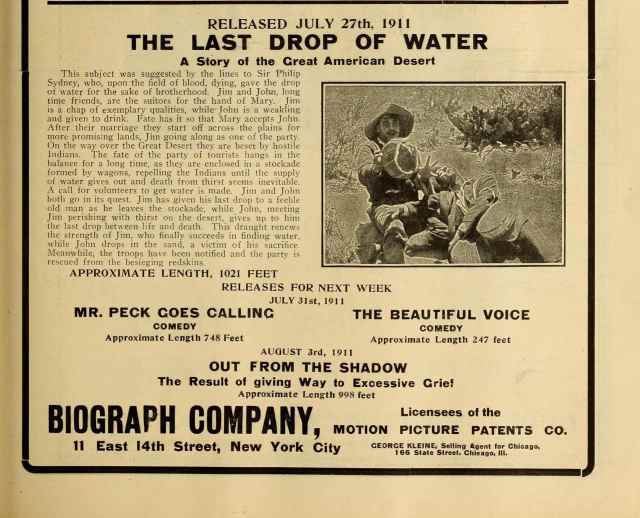 RELEASED JULY 27th, 1911
THE LAST DROP OF WATER
A Story of the Great American Desert
This subject was suggested by the lines to Sir Philip
Sydney, who, upon the field of blood, dying, gave the drop
of water for the sake of brotherhood. Jim and John, long
time friends, are the suitors for the hand of Mary. Jim
is a chap of exemplary qualities, while John is a weakling
and given to drink. Fate has it so that Mary accepts John
After their marriage they start off across the plains for
more promising lands, Jim going along as one of the party.
On the way over the Great Desert they are beset by hostile
Indians. The fate of the party of tourists hangs in the
balance for a long time, as they are enclosed in a stockade
formed by wagons, repelling the Indians until the supply
of water gives out and death from thirst seems inevitable.
A call for volunteers to get water is made. Jim and John
both go in its quest. Jim has given his last drop to a feeble
old man as he leaves the stockade, while John, meeting
Jim perishing with thirst on the desert, gives up to him
the last drop between life and death. This draught renews
the strength of Jim, who finally succeeds in finding water,
while John drops in the sand, a victim of his sacrifice.
Meanwhile, the troops have been notified and the party is
rescued from the besieging redskins.
APPROXIMATE LENGTH, 1021 FEET
RELEASES FOR NEXT WEEK
JULY 31st, 1911
MR. PECK GOES CALLING
COMEDY
Approximate Length 748 Feet
THE BEAUTIFUL VOICE
COMEDY
Approximate Length 247 feet
AUGUST 3rd, 1911
OUT FROM THE SHADOW
The Result of giving Way to Excessive Grief
Approximate Length 998 feet
BIOGRAPH COMPANY,
Licensees of the
MOTION PICTURE PATENTS CO.
11 East 14th Street, New York City
GEORGE KLEINE, Selling Agent for Chicago,
166 State Street, Chicago, Ill.